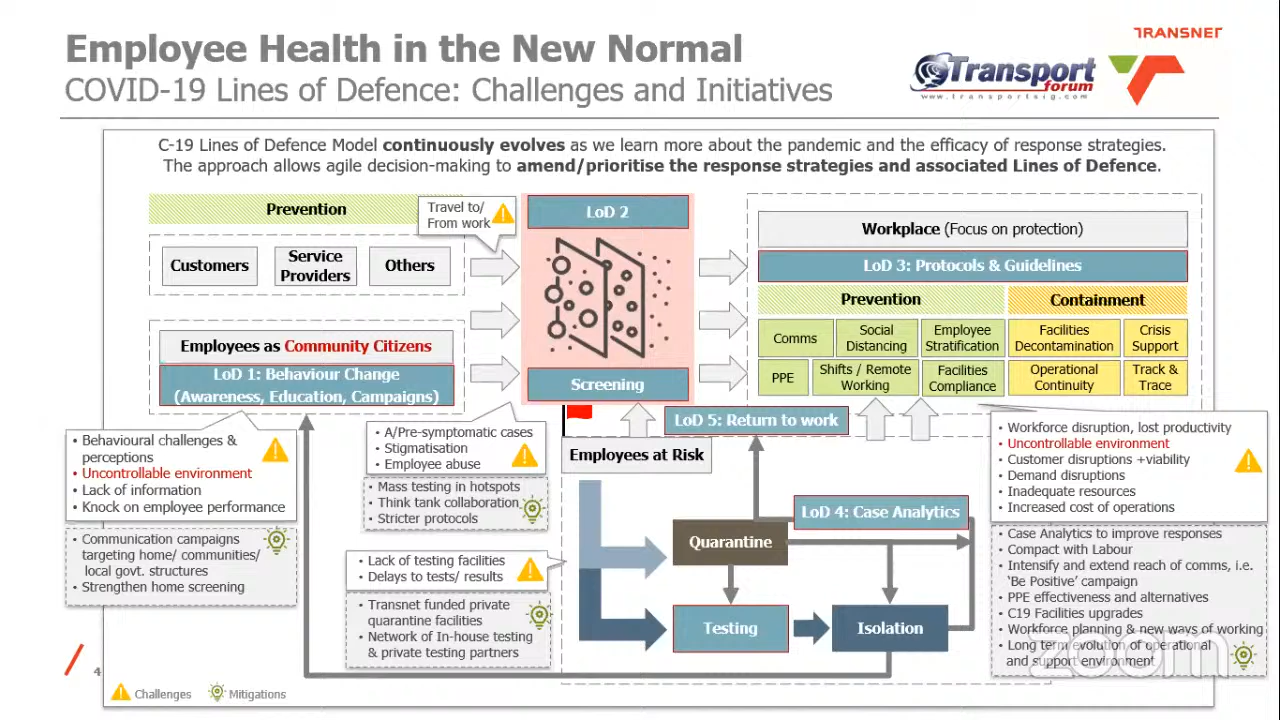 Employee Health in the New Normal
COVID-19 Lines of Defence: Challenges and Initiatives
TRANSNET
Transport
forum
www.transportsig.com
C-19 Lines of Defence Model continuously evolves as we learn more about the pandemic and the efficacy of response strategies.
The approach allows agile decision-making to amend/prioritise the response strategies and associated Lines of Defence.
Prevention
Travel to/
From work
Customers
Service
Providers
Others
Employees as Community Citizens
LoD 1: Behaviour Change
(Awareness, Education, Campaigns)
LoD 2
Screening
Workplace (Focus on protection)
LoD 3: Protocols & Guidelines
Prevention
Containment
Comms
Social
Distancing
Employee
Stratification
Facilities
Decontamination
Crisis
Support
PPE
Shifts / Remote
Working
Facilities
Compliance
Operational
Continuity
Track &
Trace
• Behavioural challenges &
perceptions
• Uncontrollable environment
• Lack of information
• Knock on employee performance
• Communication campaigns
targeting home/ communities/
local govt. structures
• Strengthen home screening
• A/Pre-symptomatic cases
• Stigmatisation
• Employee abuse
• Mass testing in hotspots
• Think tank collaboration
• Stricter protocols
• Lack of testing facilities
• Delays to tests/ results
• Transnet funded private
quarantine facilities
• Network of In-house testing
& private testing partners
LoD 5: Return to work
Employees at Risk
LoD 4: Case Analytics
Quarantine
Testing
Isolation
• Workforce disruption, lost productivity
• Uncontrollable environment
• Customer disruptions +viability
• Demand disruptions
• Inadequate resources
• Increased cost of operations
• Case Analytics to improve responses
• Compact with Labour
• Intensify and extend reach of comms, i.e.
'Be Positive' campaign
• PPE effectiveness and alternatives
• C19 Facilities upgrades
• Workforce planning & new ways of working
• Long term evolution of operational
and support environment
zoom
4
Challenges
Mitigations